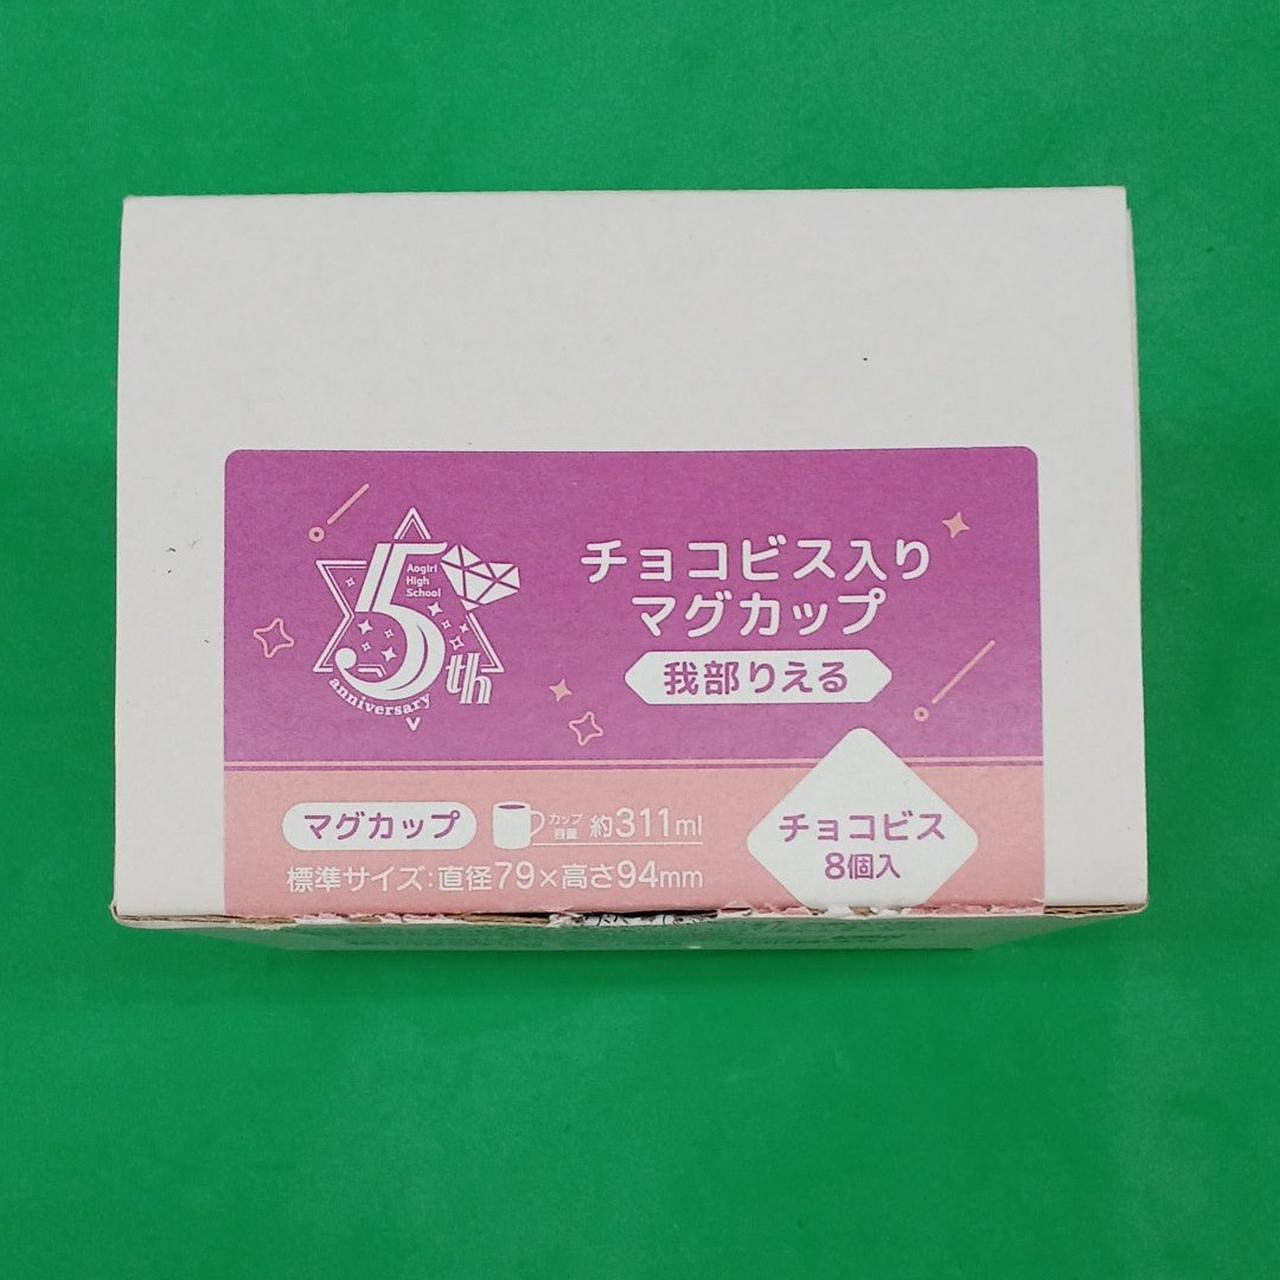 Aogiri
High
School
5th
anniversary
チョコビス入り
マグカップ
我部りえる
マグカップ
カップ
容量
約311ml
標準サイズ:直径79×高さ94mm
チョコビス
8個入